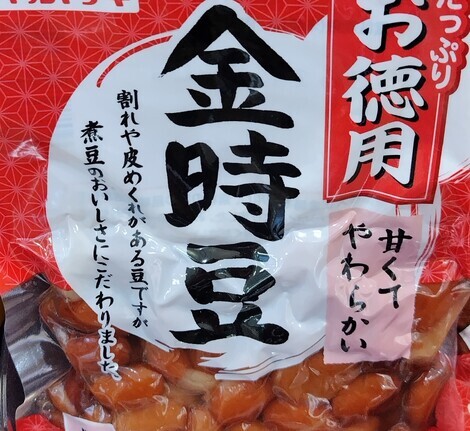 たっぷり
お徳用
金時豆
甘くて
やわらかい
割れや皮めくれがある豆ですが
煮豆のおいしさにこだわりました。